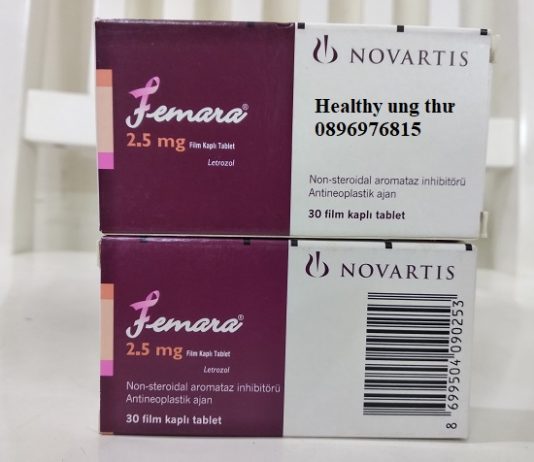 Femara®
2.5 mg Film Kaplı Tablet
Letrozol
NOVARTIS
Healthy ung thư
0896976815
Non-steroidal aromataz inhibitörü
Antineoplastik ajan
30 film kaplı tablet
Femara®
2.5 mg Film Kaplı Tablet
Letrozol
Non-steroidal aromataz inhibitörü
Antineoplastik ajan
30 film kaplı tablet
NOVARTIS
8 699504 090253